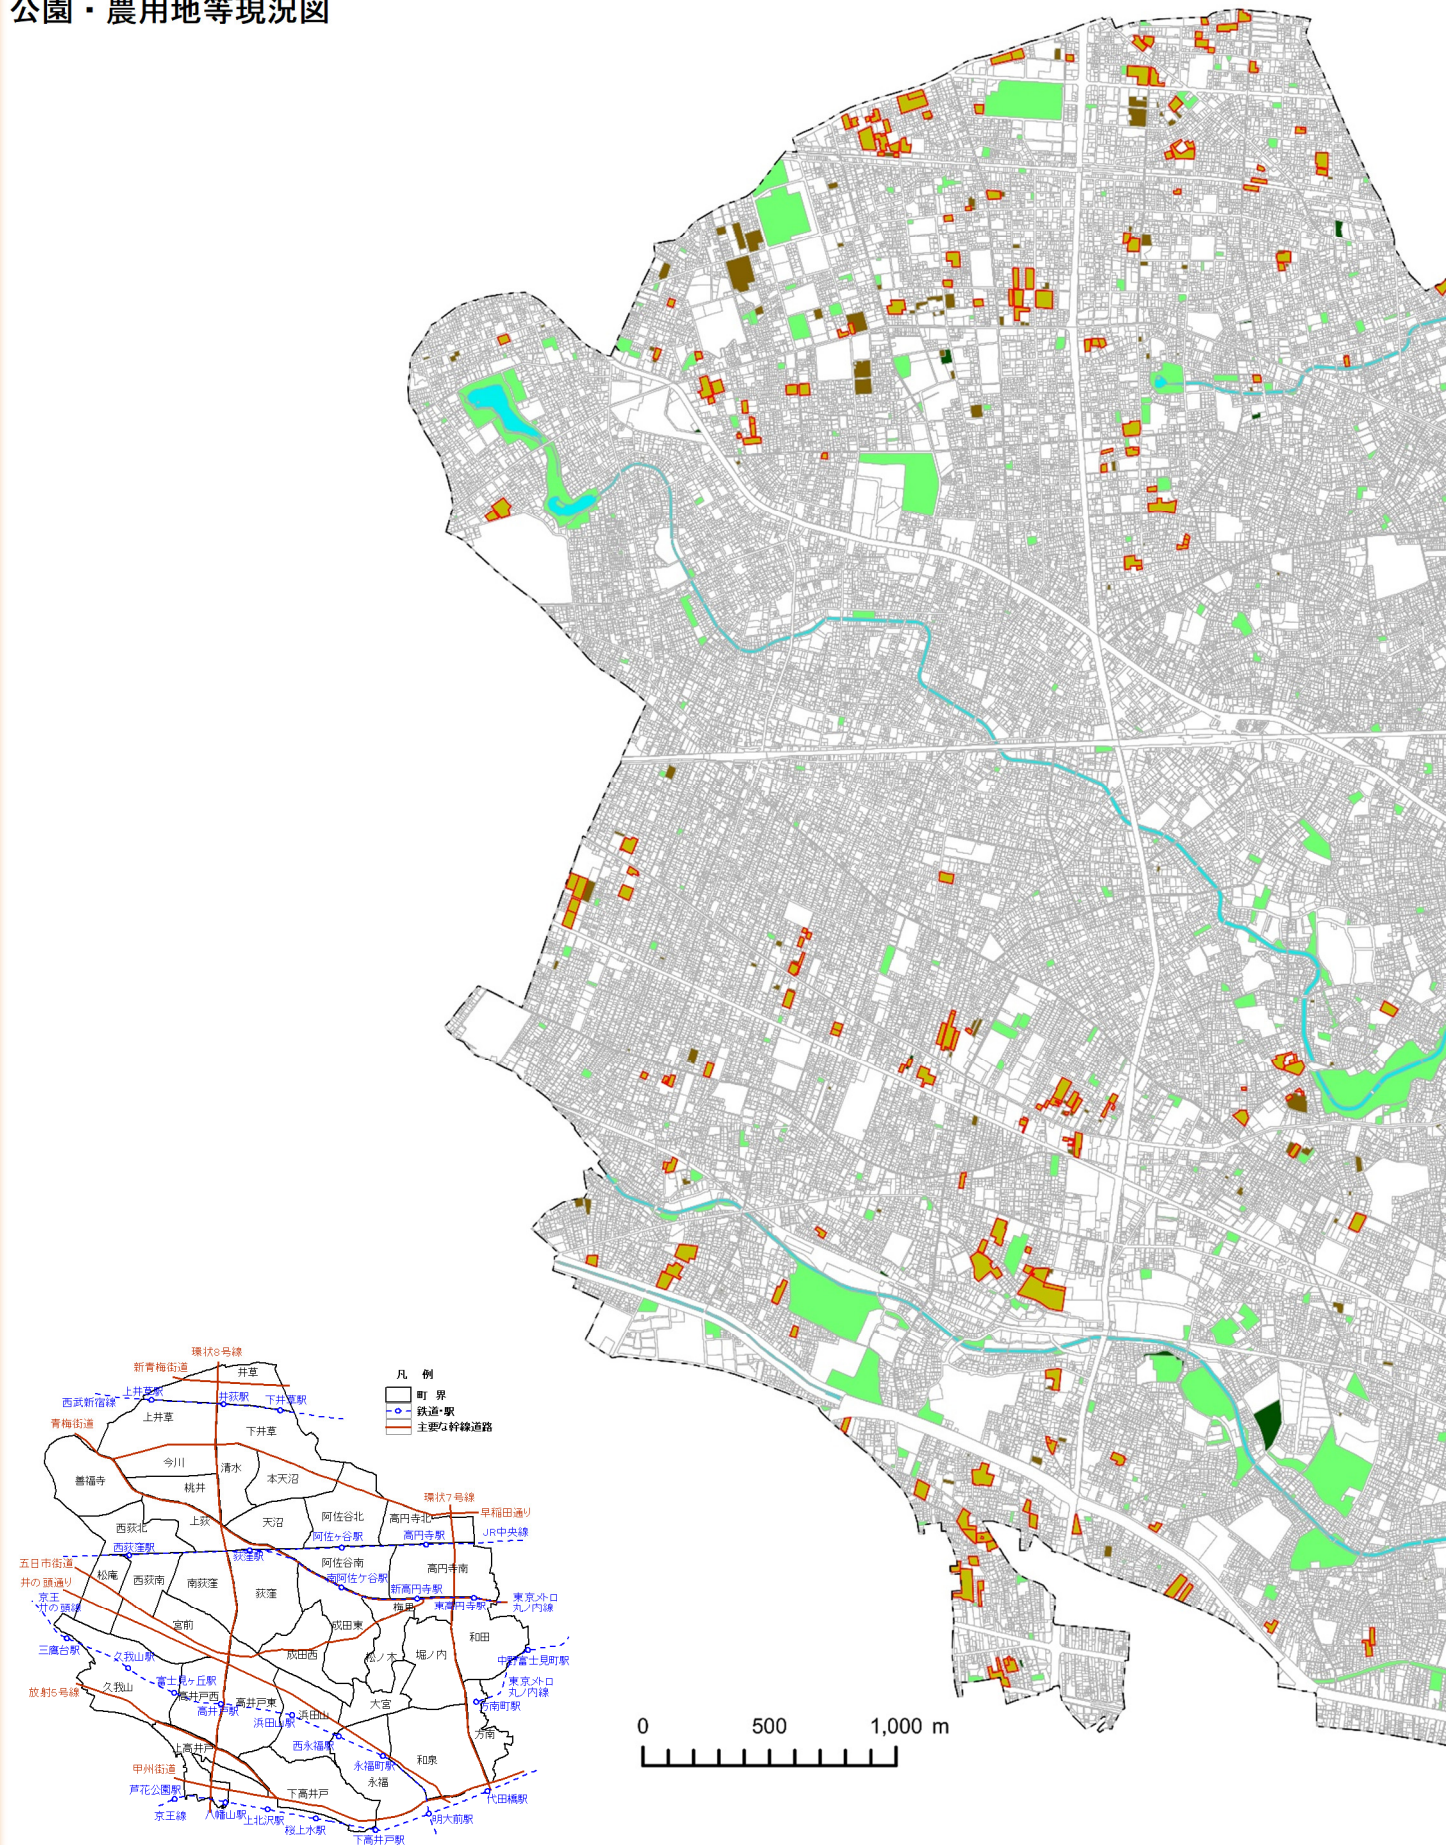 公園・農用地等現況図
環状8号線
新青梅街道
井草
上井草駅
井荻駅
下井草駅
西武新宿線
上井草
青梅街道
下井草
今川
清水
本天沼
善福寺
桃井
環状7号線
早稲田通り
上荻
天沼
阿佐谷北
高円寺北
西荻北
阿佐ヶ谷駅
高円寺駅
JR中央線
西荻窪駅
荻窪駅
五日市街道
阿佐谷南
高円寺南
井の頭通り
松庵
西荻南
南荻窪
荻窪
南阿佐ケ谷駅
新高円寺駅
東高円寺駅
東京メトロ
丸ノ内線
京王
井の頭線
梅里
宮前
成田東
和田
三鷹台駅
久我山駅
成田西
松ノ木
堀ノ内
中野富士見町駅
富士見ヶ丘駅
東京メトロ
丸ノ内線
放射5号線
久我山
高井戸西
高井戸東
大宮
方南町駅
高井戸駅
浜田山駅
浜田山
方南
西永福駅
上高井戸
永福町駅
和泉
甲州街道
永福
芦花公園駅
下高井戸
代田橋駅
京王線
八幡山駅
上北沢駅
明大前駅
桜上水駅
下高井戸駅
凡 例
町 界
鉄道・駅
主要な幹線道路
0 500 1,000 m